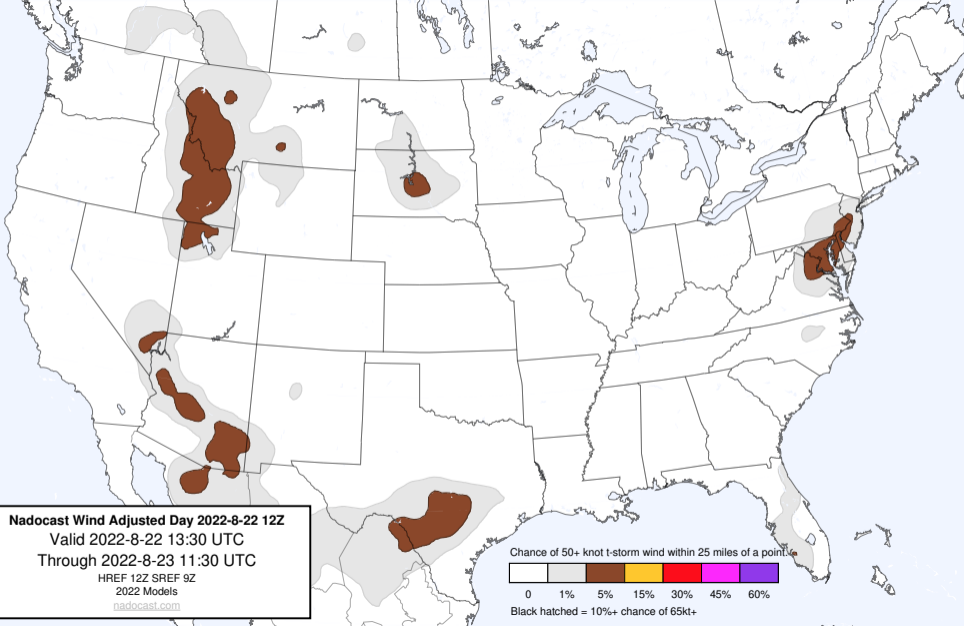 Nadocast Wind Adjusted Day 2022-8-22 12Z
Valid 2022-8-22 13:30 UTC
Through 2022-8-23 11:30 UTC
HREF 12Z SREF 9Z
2022 Models
nadocast.com
Chance of 50+ knot t-storm wind within 25 miles of a point.
0 1% 5% 15% 30% 45% 60%
Black hatched = 10%+ chance of 65kt+